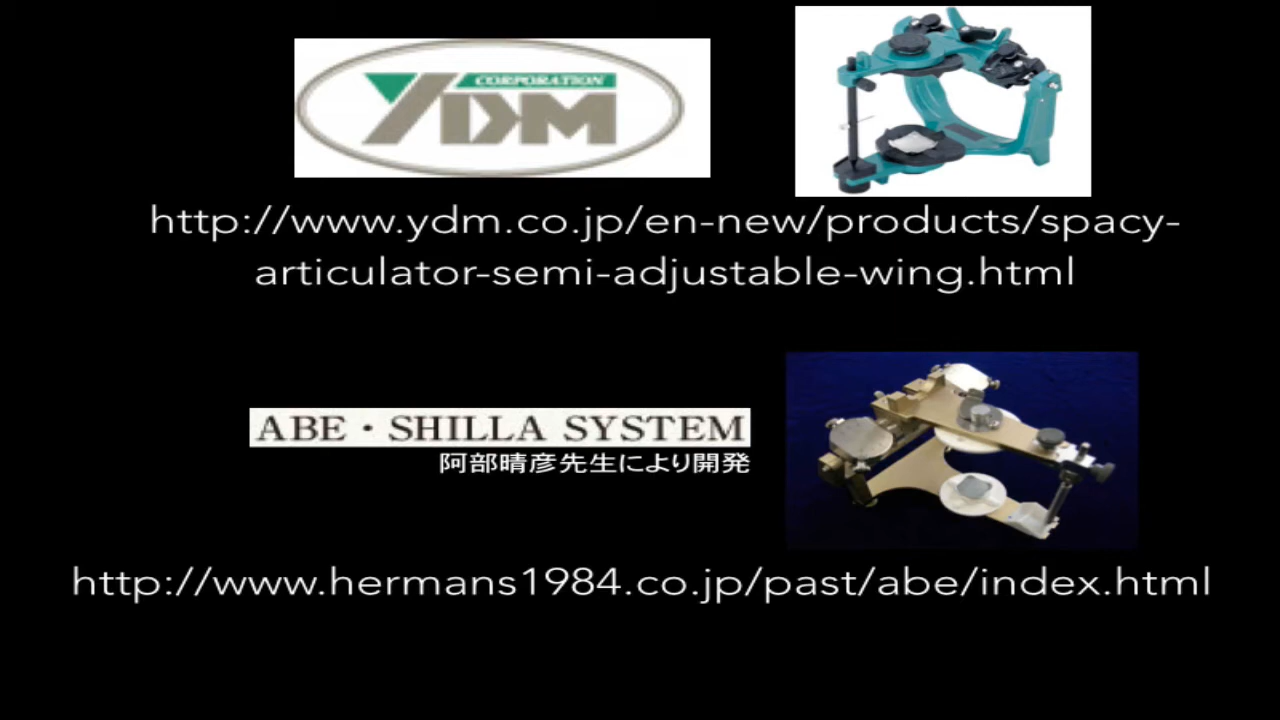 CORPORATION
YDM
http://www.ydm.co.jp/en-new/products/spacy-
articulator-semi-adjustable-wing.html
ABE・SHILLA SYSTEM
阿部晴彦先生により開発
http://www.hermans1984.co.jp/past/abe/index.html